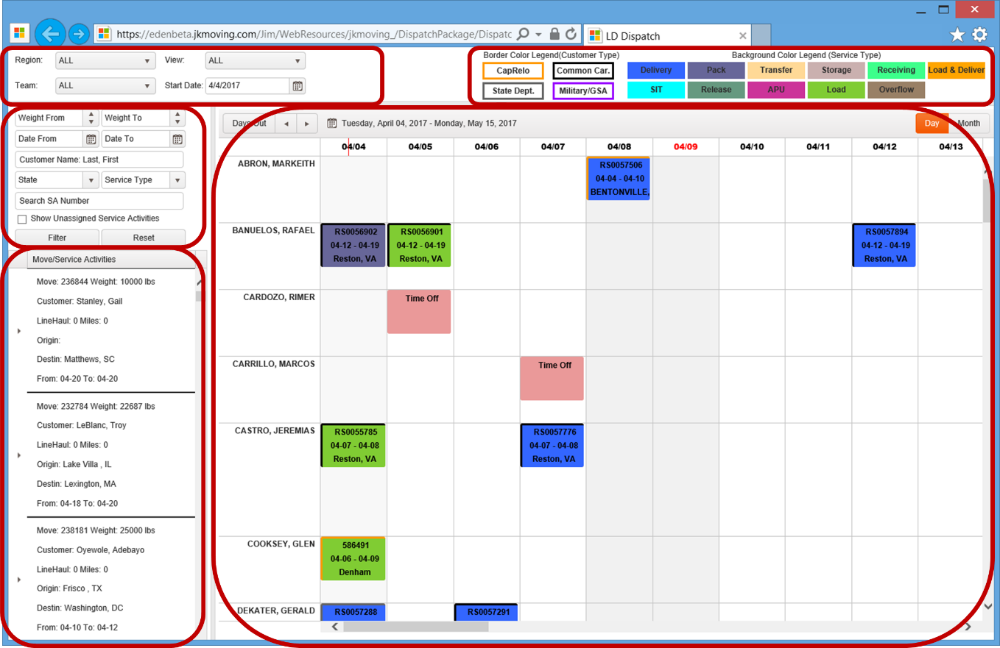 https://edenbeta.jkmoving.com/Jim/WebResources/jkmoving_/DispatchPackage/Dispatc
LD Dispatch
Region: ALL View: ALL
Team: ALL Start Date: 4/4/2017
Border Color Legend(Customer Type) Background Color Legend (Service Type)
CapRelo Common Car. Delivery Pack Transfer Storage Receiving Load & Deliver
State Dept. Military/GSA SIT Release APU Load Overflow
Weight From Weight To
Date From Date To
Customer Name: Last, First
State Service Type
Search SA Number
Show Unassigned Service Activities
Filter Reset
Move/Service Activities
Move: 236844 Weight: 10000 lbs
Customer: Stanley, Gail
LineHaul: 0 Miles: 0
Origin:
Destin: Matthews, SC
From: 04-20 To: 04-20
Move: 232784 Weight: 22687 lbs
Customer: LeBlanc, Troy
LineHaul: 0 Miles: 0
Origin: Lake Villa , IL
Destin: Lexington, MA
From: 04-18 To: 04-20
Move: 238181 Weight: 25000 lbs
Customer: Oyewole, Adebayo
LineHaul: 0 Miles: 0
Origin: Frisco , TX
Destin: Washington, DC
From: 04-10 To: 04-12
Days Out Tuesday, April 04, 2017 - Monday, May 15, 2017 Day Month
04/04 04/05 04/06 04/07 04/08 04/09 04/10 04/11 04/12 04/13
ABRON, MARKEITH
RS0057506
04-04 - 04-10
BENTONVILLE,
BANUELOS, RAFAEL
RS0056902 RS0056901 RS0057894
04-12 - 04-19 04-12 - 04-19 04-12 - 04-19
Reston, VA Reston, VA Reston, VA
CARDOZO, RIMER
Time Off
CARRILLO, MARCOS
Time Off
CASTRO, JEREMIAS
RS0055785 RS0057776
04-07 - 04-08 04-07 - 04-08
Reston, VA Reston, VA
COOKSEY, GLEN
586491
04-06 - 04-09
Denham
DEKATER, GERALD
RS0057288 RS0057291